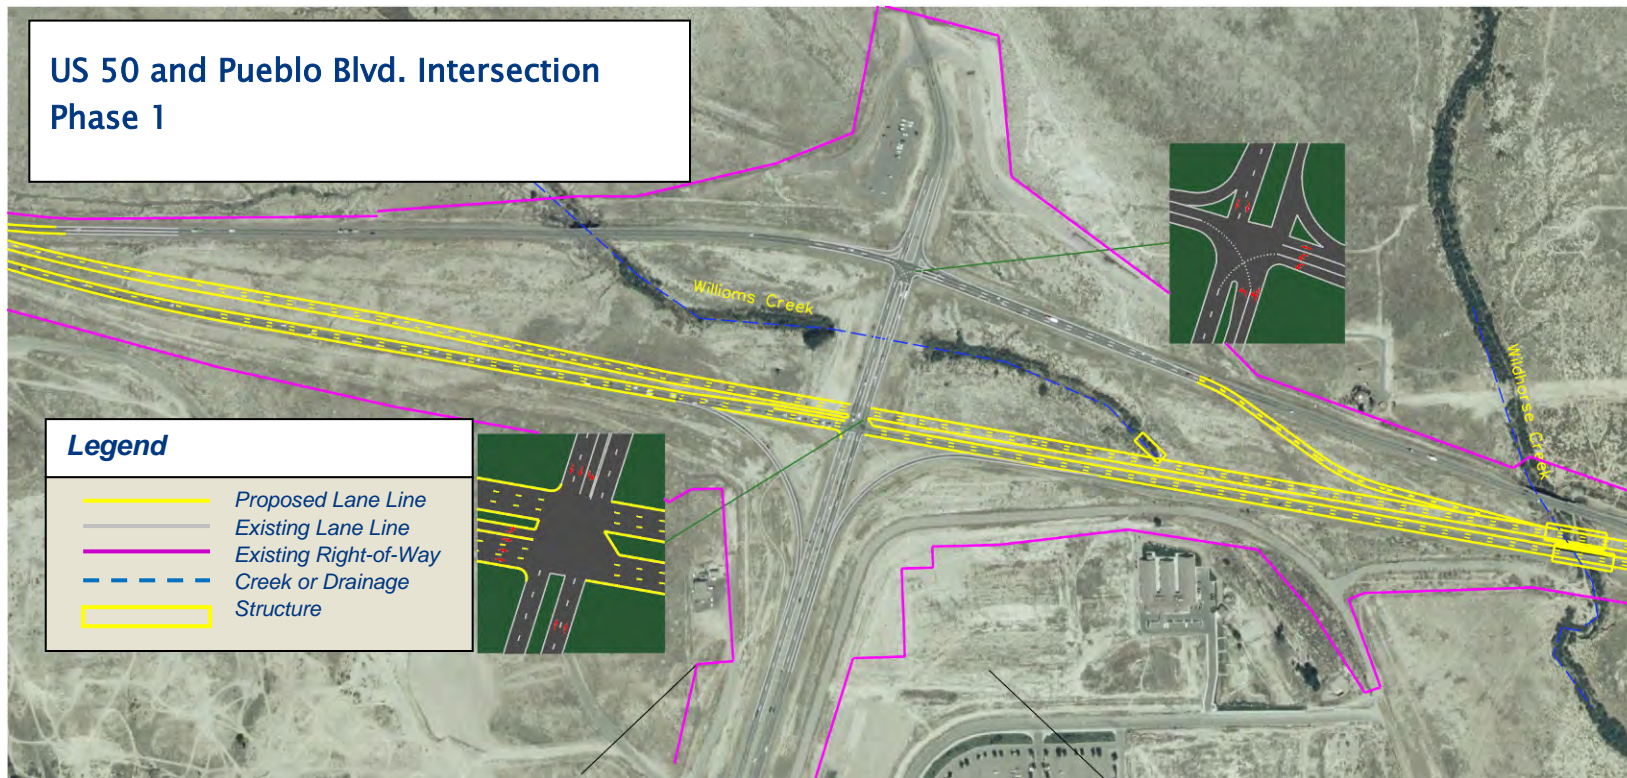 US 50 and Pueblo Blvd. Intersection
Phase 1
Williams Creek
Wildhorse Creek
Legend
Proposed Lane Line
Existing Lane Line
Existing Right-of-Way
Creek or Drainage
Structure